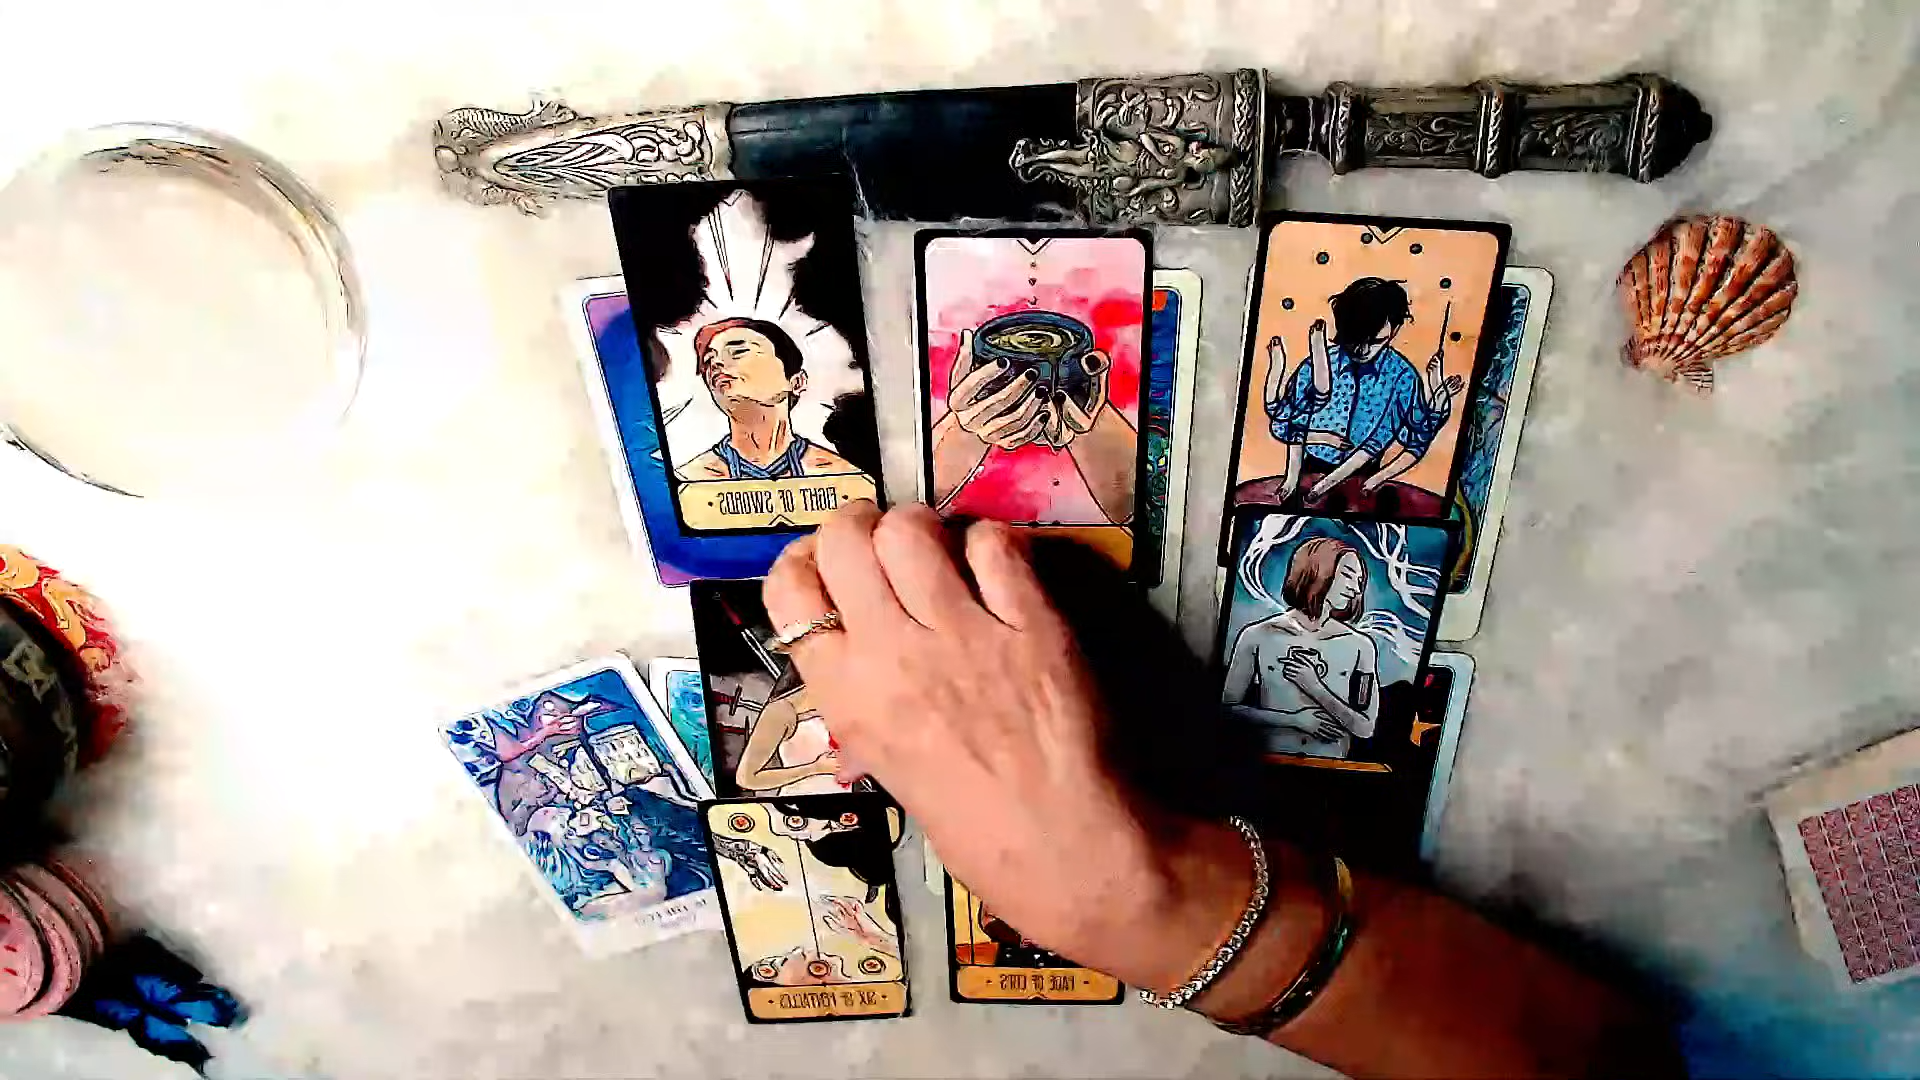 EIGHT OF SWORDS
SIX OF PENTACLES
PAGE OF CUPS